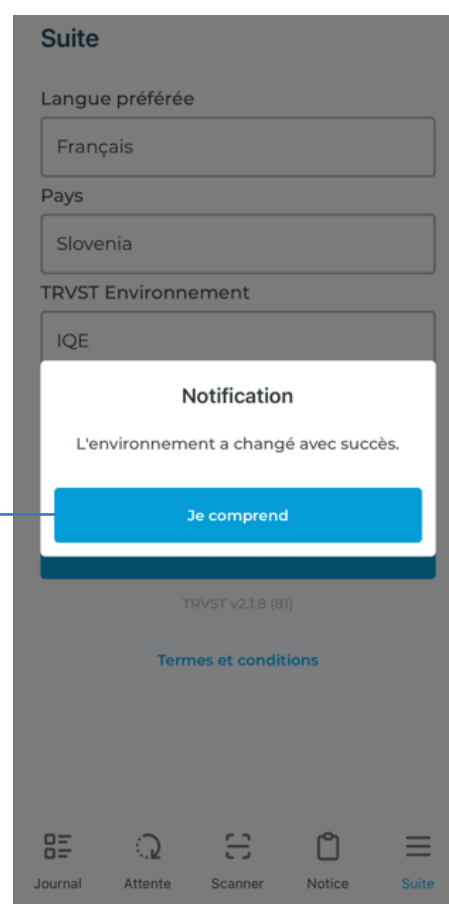 Suite
Langue préférée
Français
Pays
Slovenia
TRVST Environnement
IQE
Notification
L'environnement a changé avec succès.
Je comprend
TRVST v2.1.8 (81)
Termes et conditions
Journal Attente Scanner Notice Suite